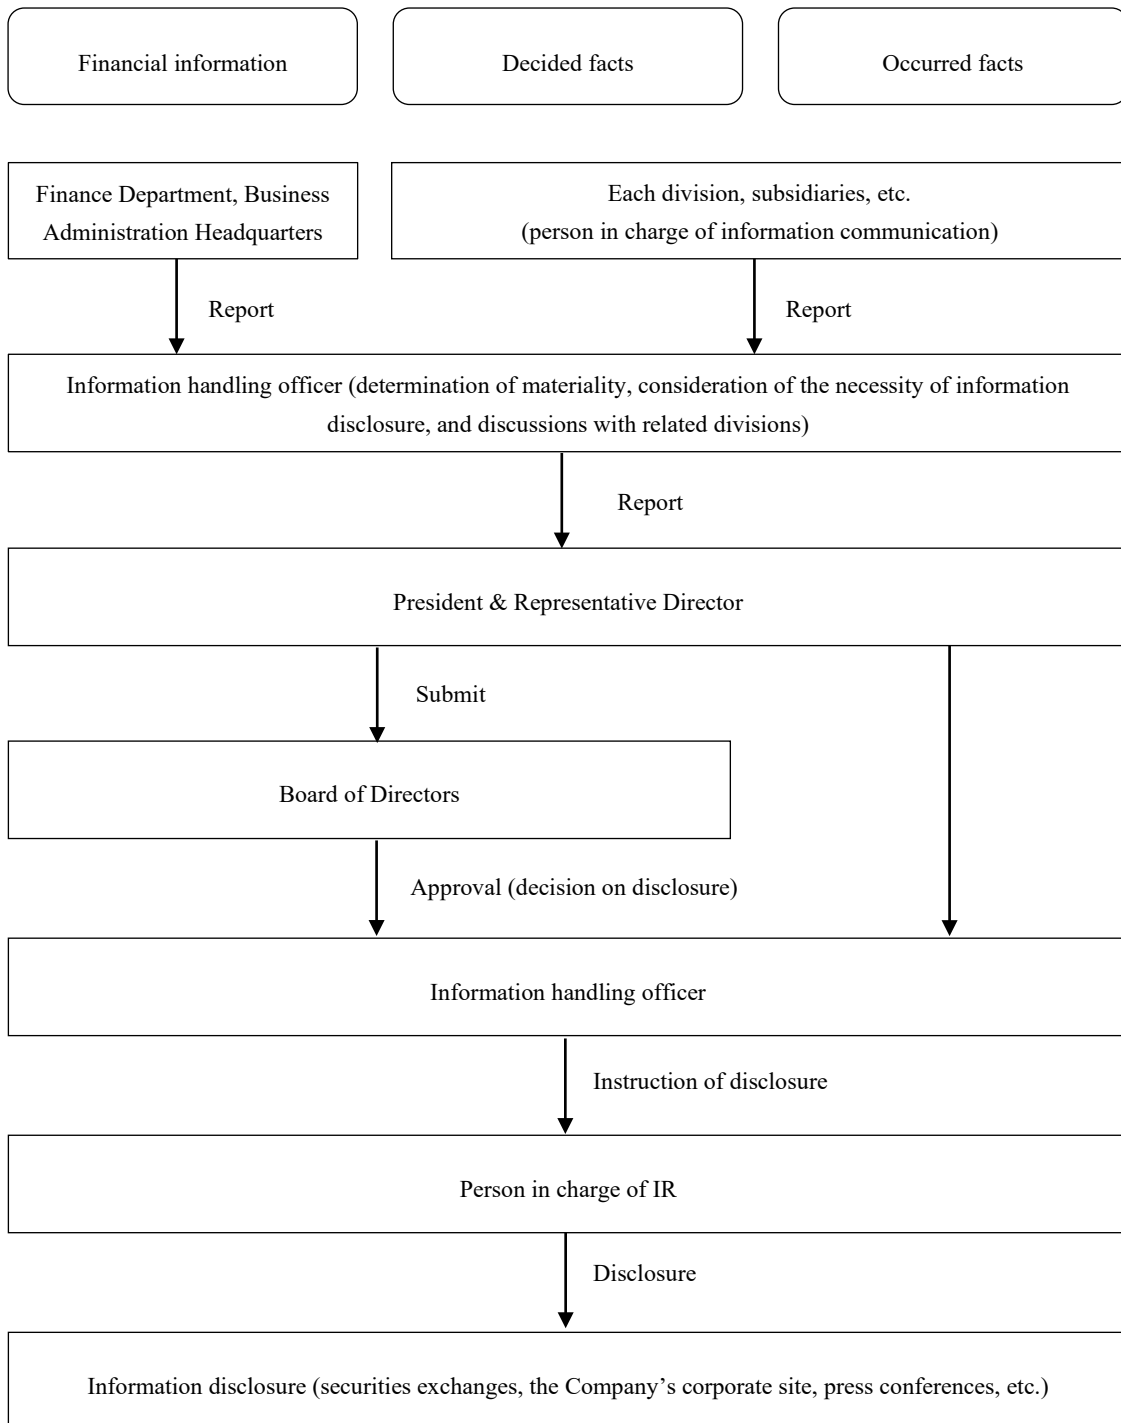 Financial information
Decided facts
Occurred facts
Finance Department, Business
Administration Headquarters
Each division, subsidiaries, etc.
(person in charge of information communication)
Report
Report
Information handling officer (determination of materiality, consideration of the necessity of information
disclosure, and discussions with related divisions)
Report
President & Representative Director
Submit
Board of Directors
Approval (decision on disclosure)
Information handling officer
Instruction of disclosure
Person in charge of IR
Disclosure
Information disclosure (securities exchanges, the Company’s corporate site, press conferences, etc.)